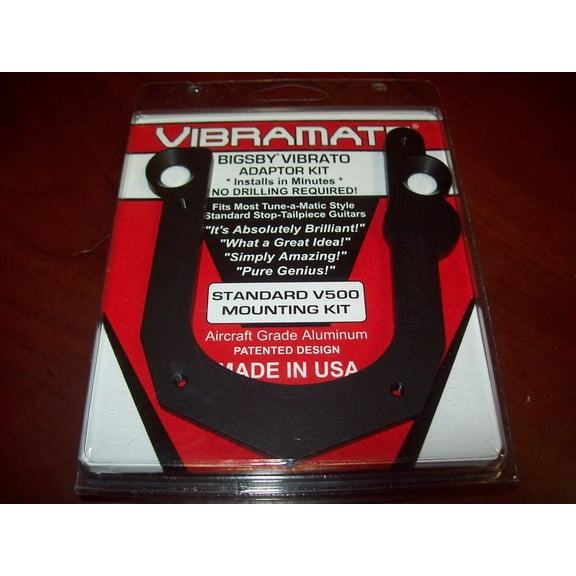 VIBRAMATE®
BIGSBY® VIBRATO
ADAPTOR KIT
* Installs in Minutes *
NO DRILLING REQUIRED!
Fits Most Tune-a-Matic Style
Standard Stop-Tailpiece Guitars
"It's Absolutely Brilliant!"
"What a Great Idea!"
"Simply Amazing!"
"Pure Genius!"
STANDARD V500
MOUNTING KIT
Aircraft Grade Aluminum
PATENTED DESIGN
MADE IN USA